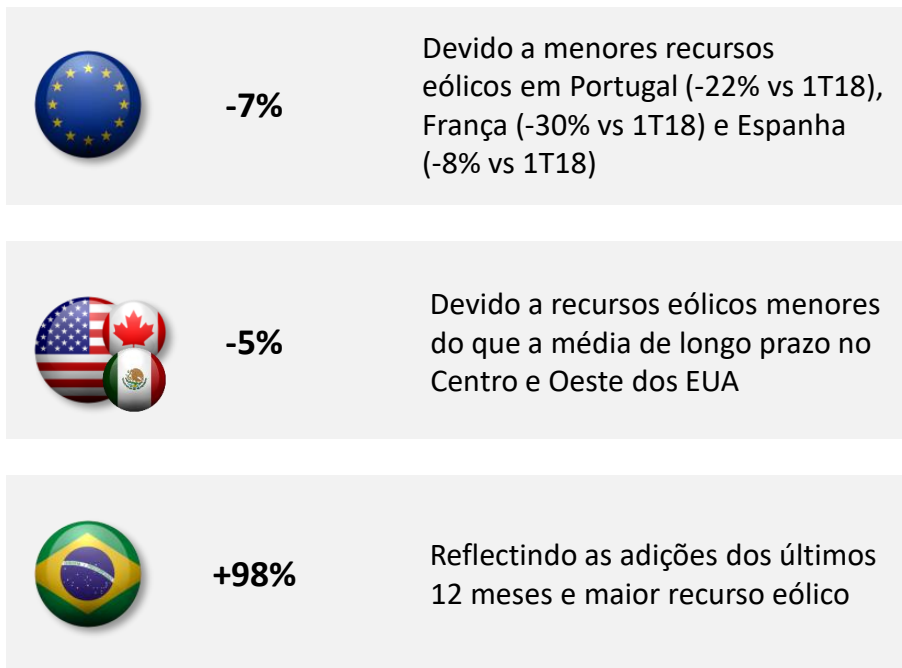 -7%
Devido a menores recursos
eólicos em Portugal (-22% vs 1T18),
França (-30% vs 1T18) e Espanha
(-8% vs 1T18)
-5%
Devido a recursos eólicos menores
do que a média de longo prazo no
Centro e Oeste dos EUA
+98%
Reflectindo as adições dos últimos
12 meses e maior recurso eólico